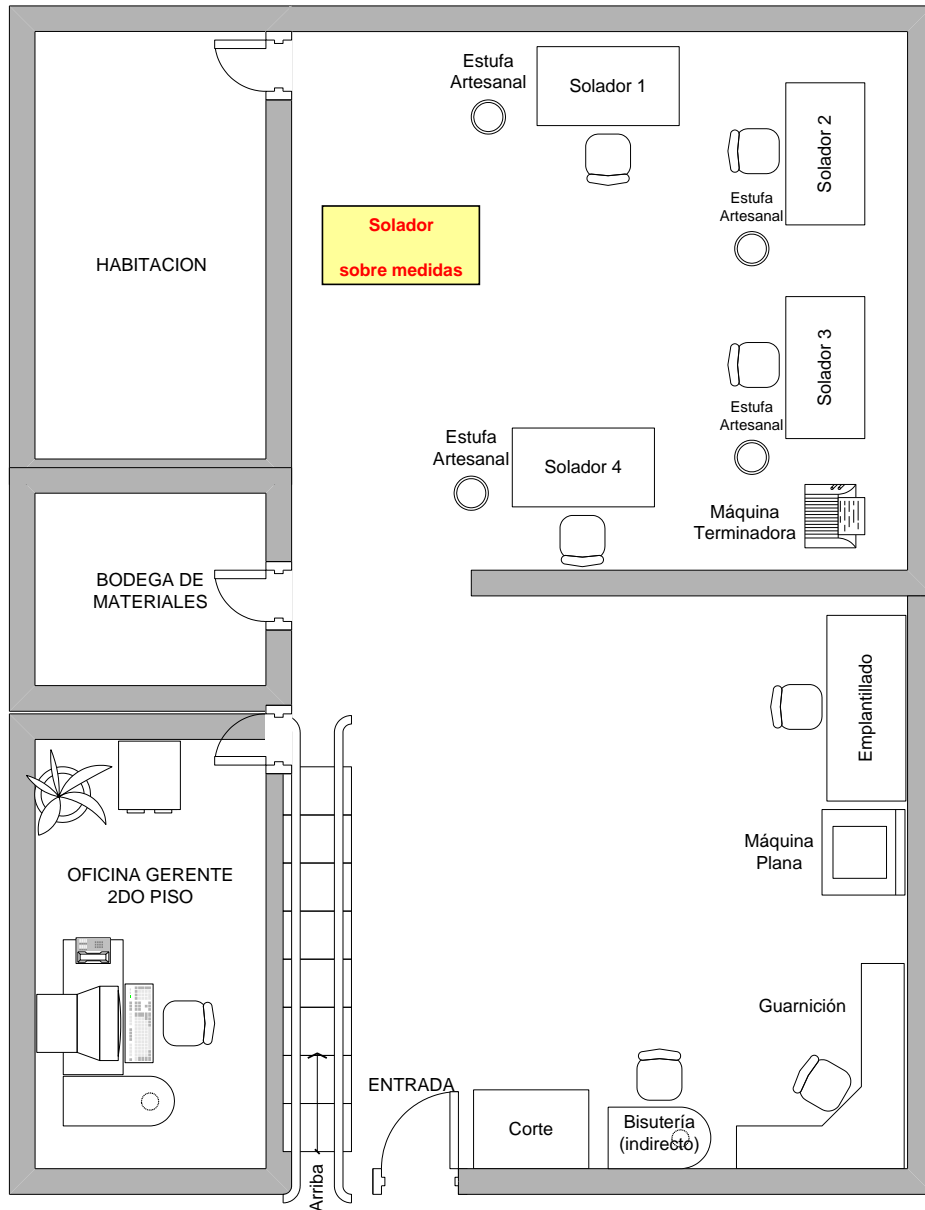 Estufa
Artesanal
Solador 1
Solador 2
Estufa
Artesanal
Solador
sobre medidas
HABITACION
Solador 3
Estufa
Artesanal
Estufa
Artesanal
Solador 4
Máquina
Terminadora
BODEGA DE
MATERIALES
Emplantillado
Máquina
Plana
OFICINA GERENTE
2DO PISO
Guarnición
ENTRADA
Corte
Bisutería
(indirecto)
Arriba